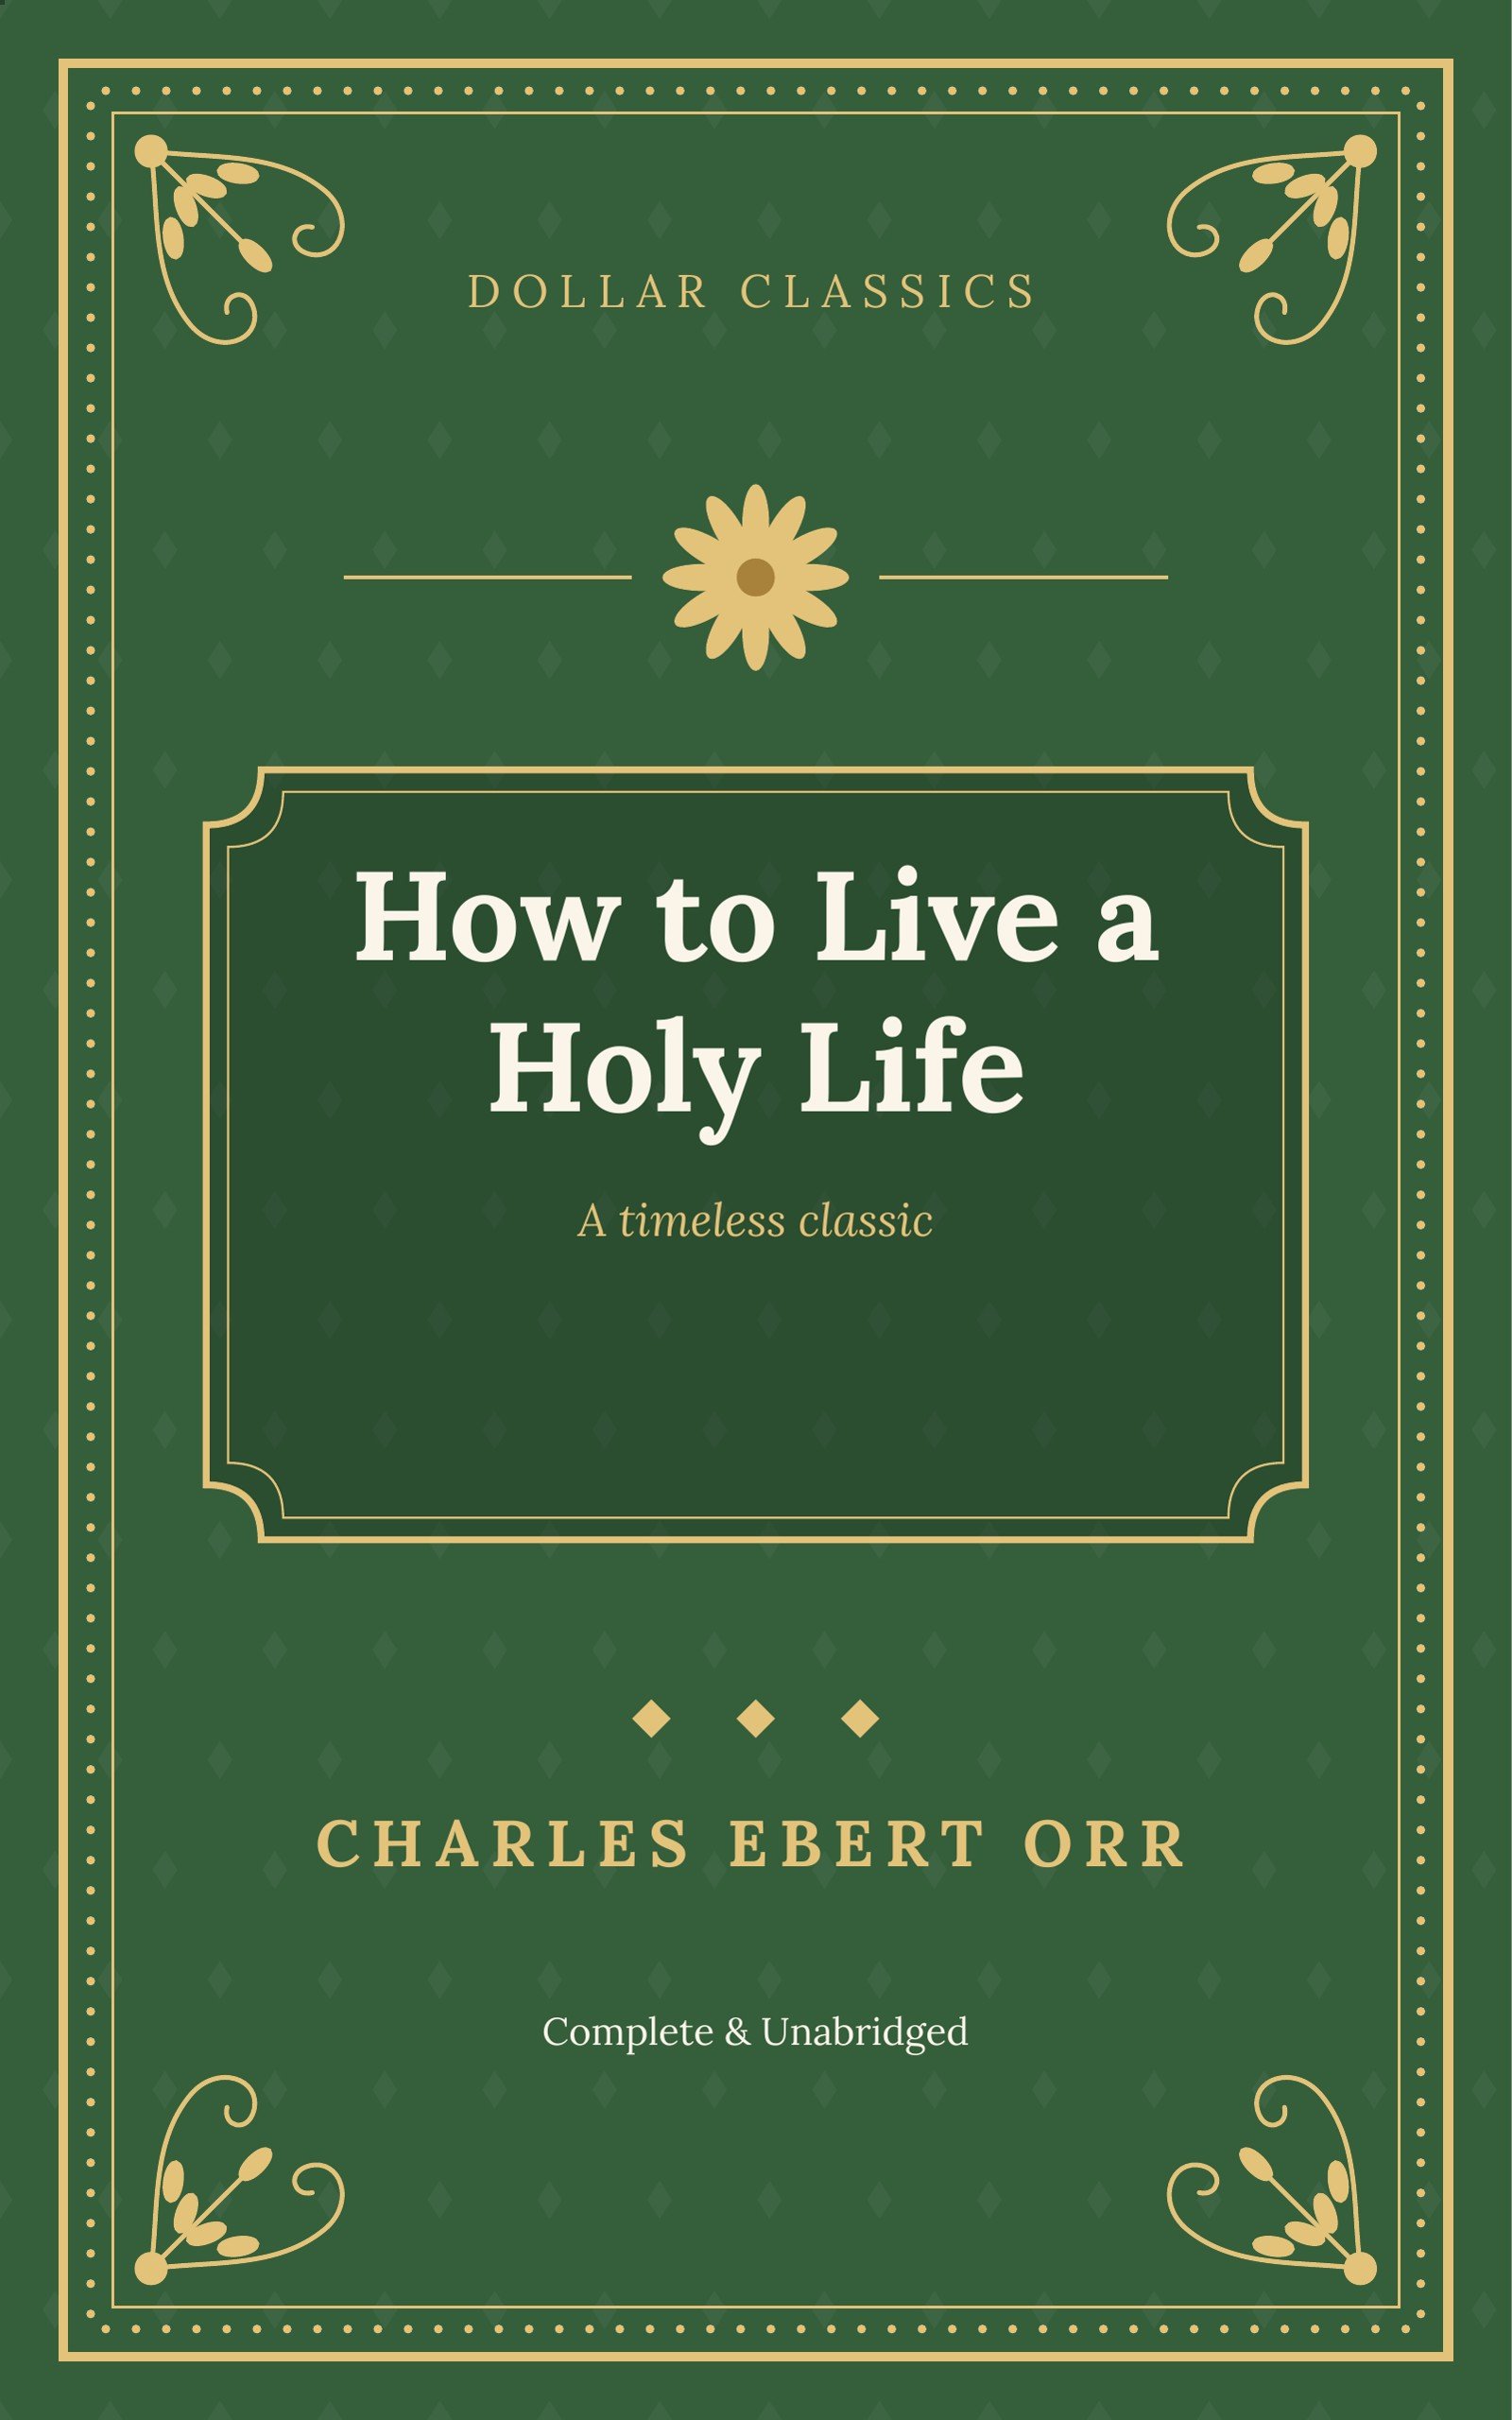 DOLLAR CLASSICS
How to Live a
Holy Life
A timeless classic
CHARLES EBERT ORR
Complete & Unabridged